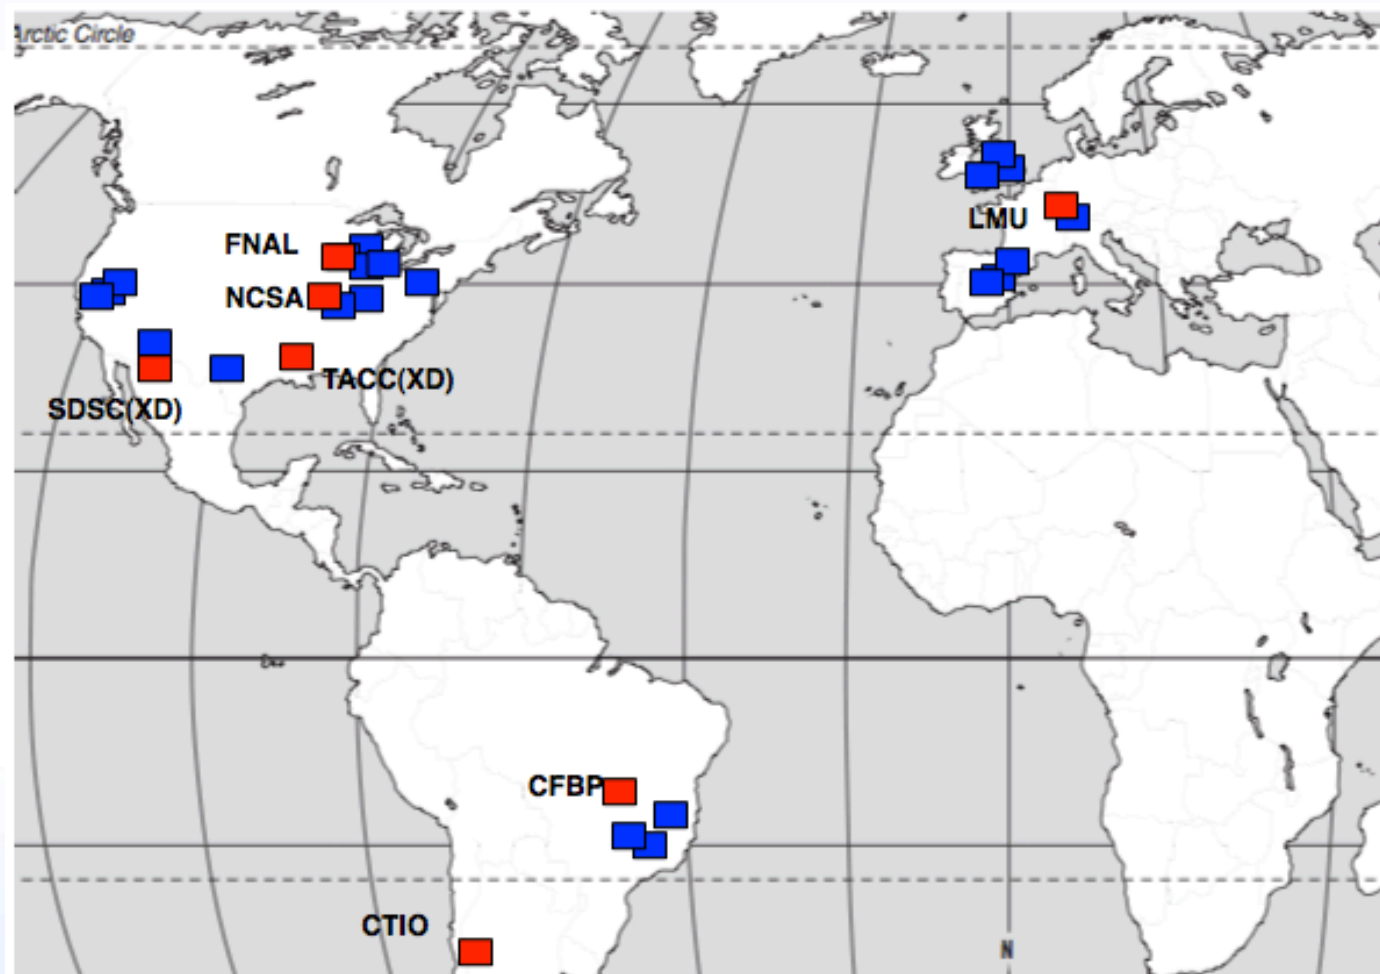 Arctic Circle
LMU
FNAL
NCSA
TACC(XD)
SDSC(XD)
CFBP
CTIO
N